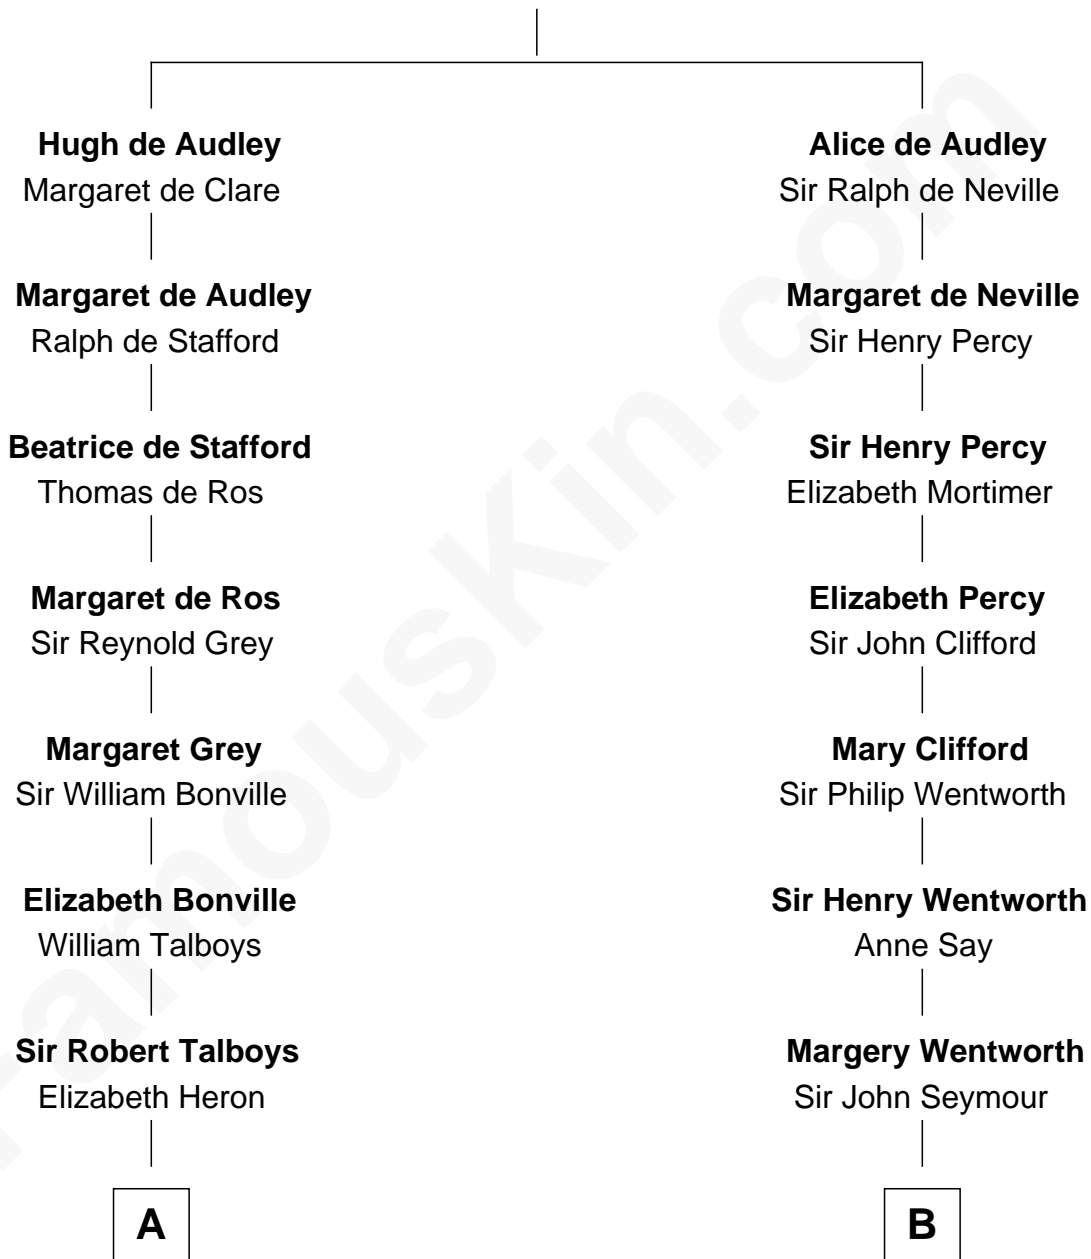 Hugh de Audley
Margaret de Clare
Margaret de Audley
Ralph de Stafford
Beatrice de Stafford
Thomas de Ros
Margaret de Ros
Sir Reynold Grey
Margaret Grey
Sir William Bonville
Elizabeth Bonville
William Talboys
Sir Robert Talboys
Elizabeth Heron
A
Alice de Audley
Sir Ralph de Neville
Margaret de Neville
Sir Henry Percy
Sir Henry Percy
Elizabeth Mortimer
Elizabeth Percy
Sir John Clifford
Mary Clifford
Sir Philip Wentworth
Sir Henry Wentworth
Anne Say
Margery Wentworth
Sir John Seymour
B
FamousKin.com